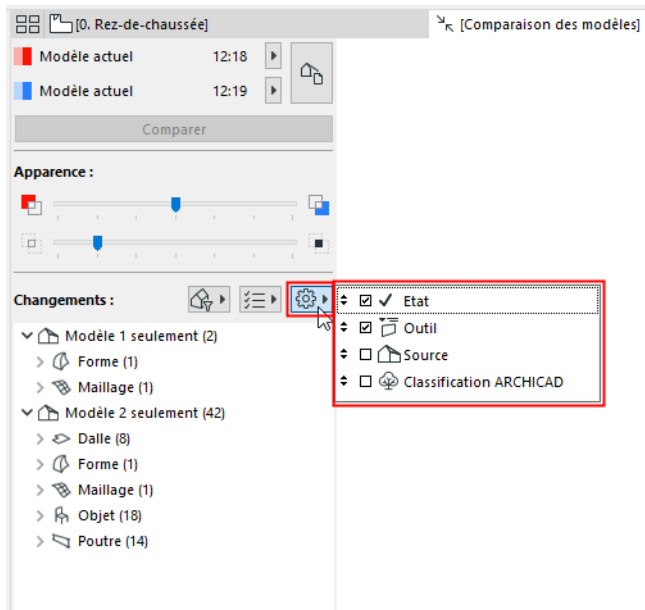 [0. Rez-de-chaussée] [Comparaison des modèles]
Modèle actuel 12:18
Modèle actuel 12:19
Comparer
Apparence :
Changements :
Etat
Outil
Source
Classification ARCHICAD
Modèle 1 seulement (2)
Forme (1)
Maillage (1)
Modèle 2 seulement (42)
Dalle (8)
Forme (1)
Maillage (1)
Objet (18)
Poutre (14)